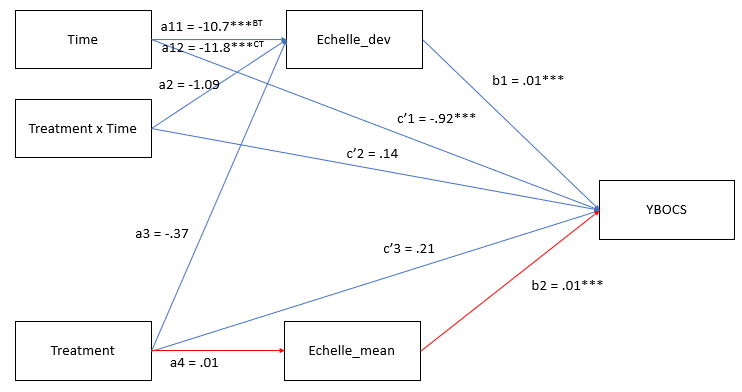 a11 = -10.7***BT
Time
Echelle_dev
a12 = -11.8***CT
b1 = .01***
a2 = -1.09
c’1 = -.92***
Treatment x Time
c’2 = .14
YBOCS
a3 = -.37
c’3 = .21
b2 = .01***
Treatment
Echelle_mean
a4 = .01